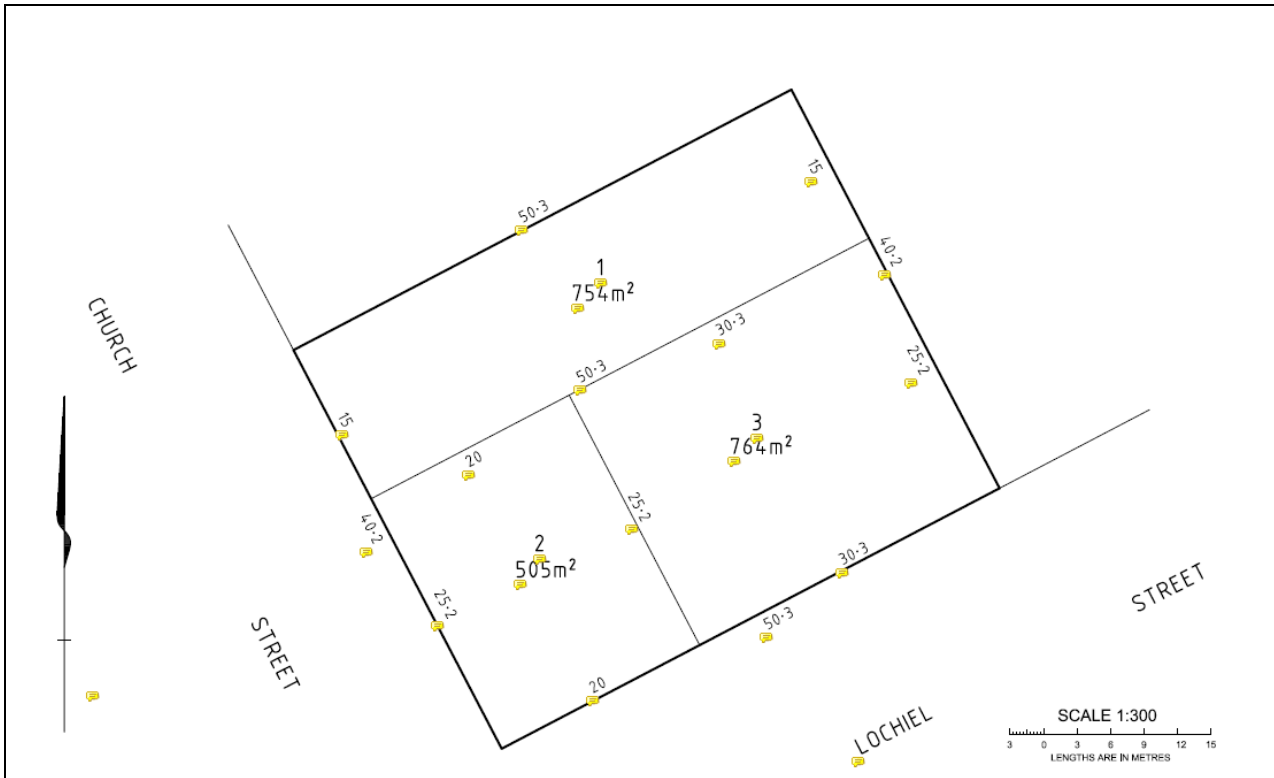 15
50·3
1
754m²
40·2
CHURCH
30·3
25·2
50·3
15
3
764m²
20
25·2
40·2
2
505m²
30·3
25·2
STREET
50·3
STREET
20
LOCHIEL
SCALE 1:300
3 0 3 6 9 12 15
LENGTHS ARE IN METRES